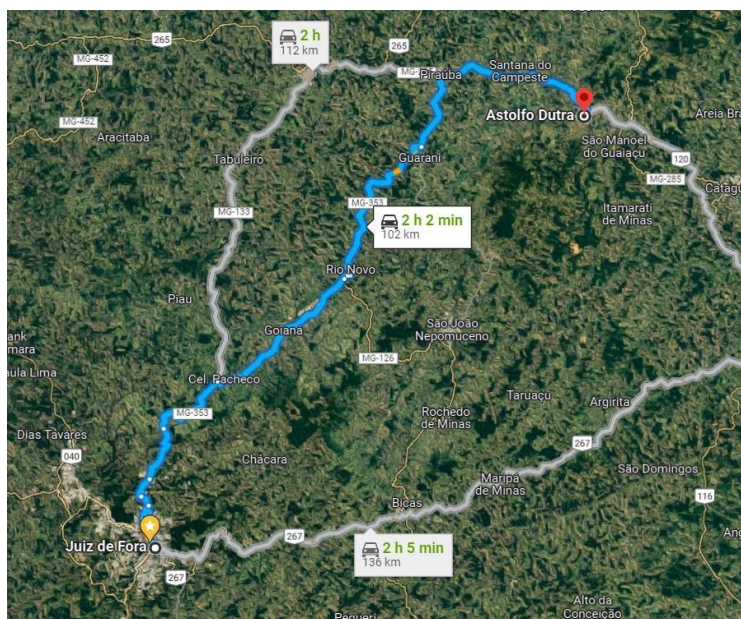 2 h
112 km
265
265
MG-452
MG-452
Piraúba
Santana do
Campeste
Astolfo Dutra
Aracitaba
São Manoel
do Guaiaçu
Guarani
Tabuleiro
120
MG-285
Itamarati
de Minas
MG-133
MG-353
2 h 2 min
102 km
Rio Novo
Piau
Goianá
São João
Nepomuceno
MG-126
Cel. Pacheco
MG-353
Taruaçu
Argirita
Rochedo
de Minas
Dias Tavares
040
Chácara
267
São Domingos
Maripá
de Minas
116
Bicas
267
Juiz de Fora
2 h 5 min
136 km
267
Alto da
Conceição
Pequeri